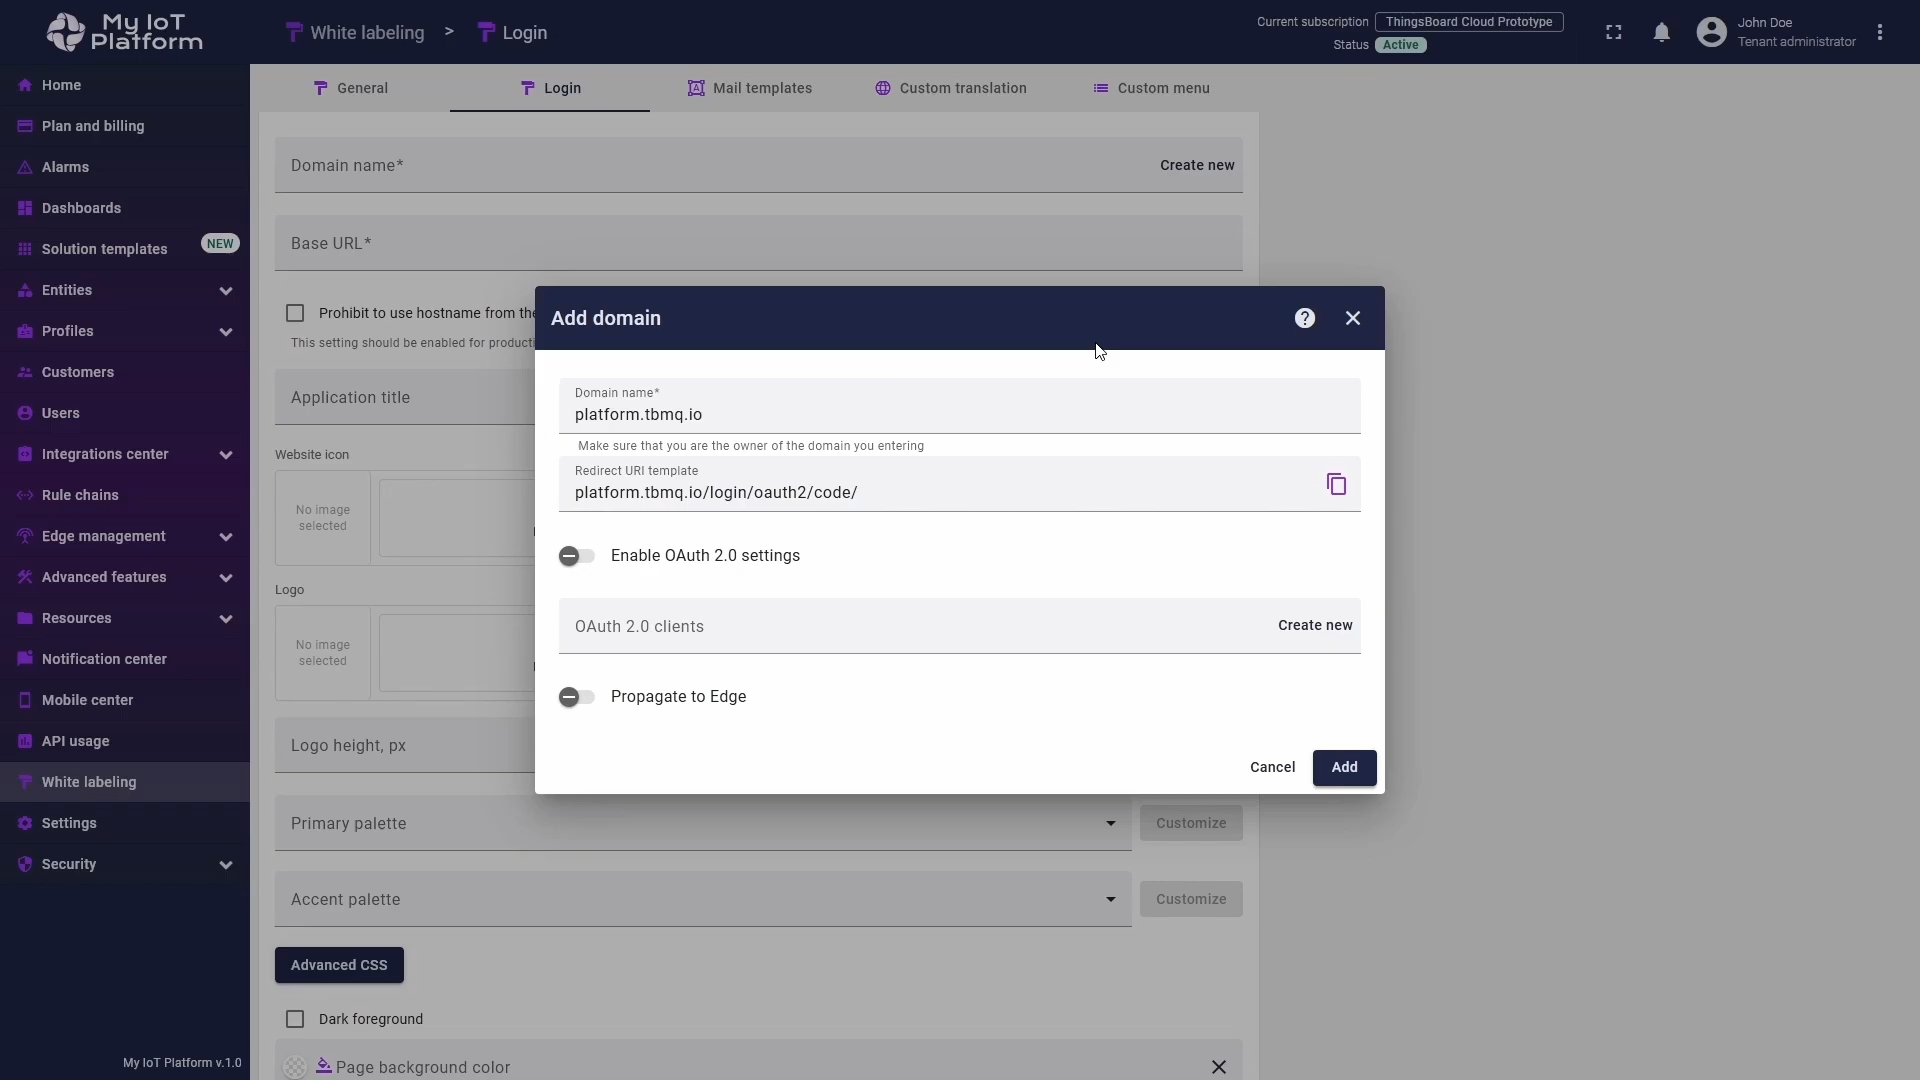 My IoT
Platform
White labeling > Login
Current subscription ThingsBoard Cloud Prototype
Status Active
John Doe
Tenant administrator
Home
Plan and billing
Alarms
Dashboards
Solution templates NEW
Entities
Profiles
Customers
Users
Integrations center
Rule chains
Edge management
Advanced features
Resources
Notification center
Mobile center
API usage
White labeling
Settings
Security
My IoT Platform v.1.0
General
Login
Mail templates
Custom translation
Custom menu
Domain name*
Create new
Base URL*
Prohibit to use hostname from the
This setting should be enabled for producti
Application title
Website icon
No image
selected
Logo
No image
selected
Logo height, px
Primary palette
Customize
Accent palette
Customize
Advanced CSS
Dark foreground
Page background color
Add domain
Domain name*
platform.tbmq.io
Make sure that you are the owner of the domain you entering
Redirect URI template
platform.tbmq.io/login/oauth2/code/
Enable OAuth 2.0 settings
OAuth 2.0 clients
Create new
Propagate to Edge
Cancel
Add